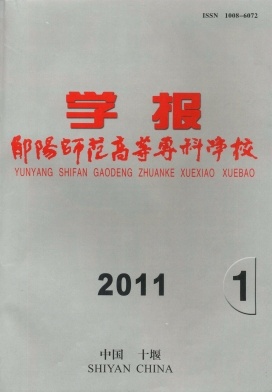 ISSN 1008-6072
学报
郧阳师范高等专科学校
YUNYANG SHIFAN GAODENG ZHUANKE XUEXIAO XUEBAO
2011
1
中国 十堰
SHIYAN CHINA